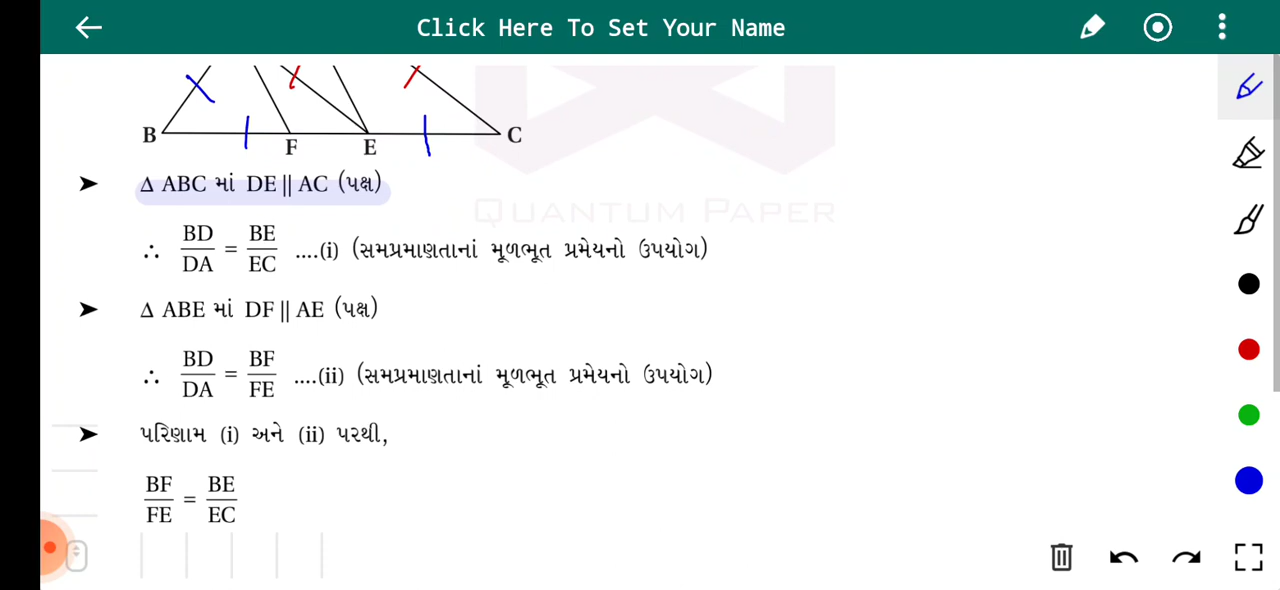 Click Here To Set Your Name
B F E C
QUANTUM PAPER
➤ Δ ABC માં DE || AC (પક્ષ)
∴ BD/DA = BE/EC ....(i) (સમપ્રમાણતાનાં મૂળભૂત પ્રમેયનો ઉપયોગ)
➤ Δ ABE માં DF || AE (પક્ષ)
∴ BD/DA = BF/FE ....(ii) (સમપ્રમાણતાનાં મૂળભૂત પ્રમેયનો ઉપયોગ)
➤ પરિણામ (i) અને (ii) પરથી,
BF/FE = BE/EC